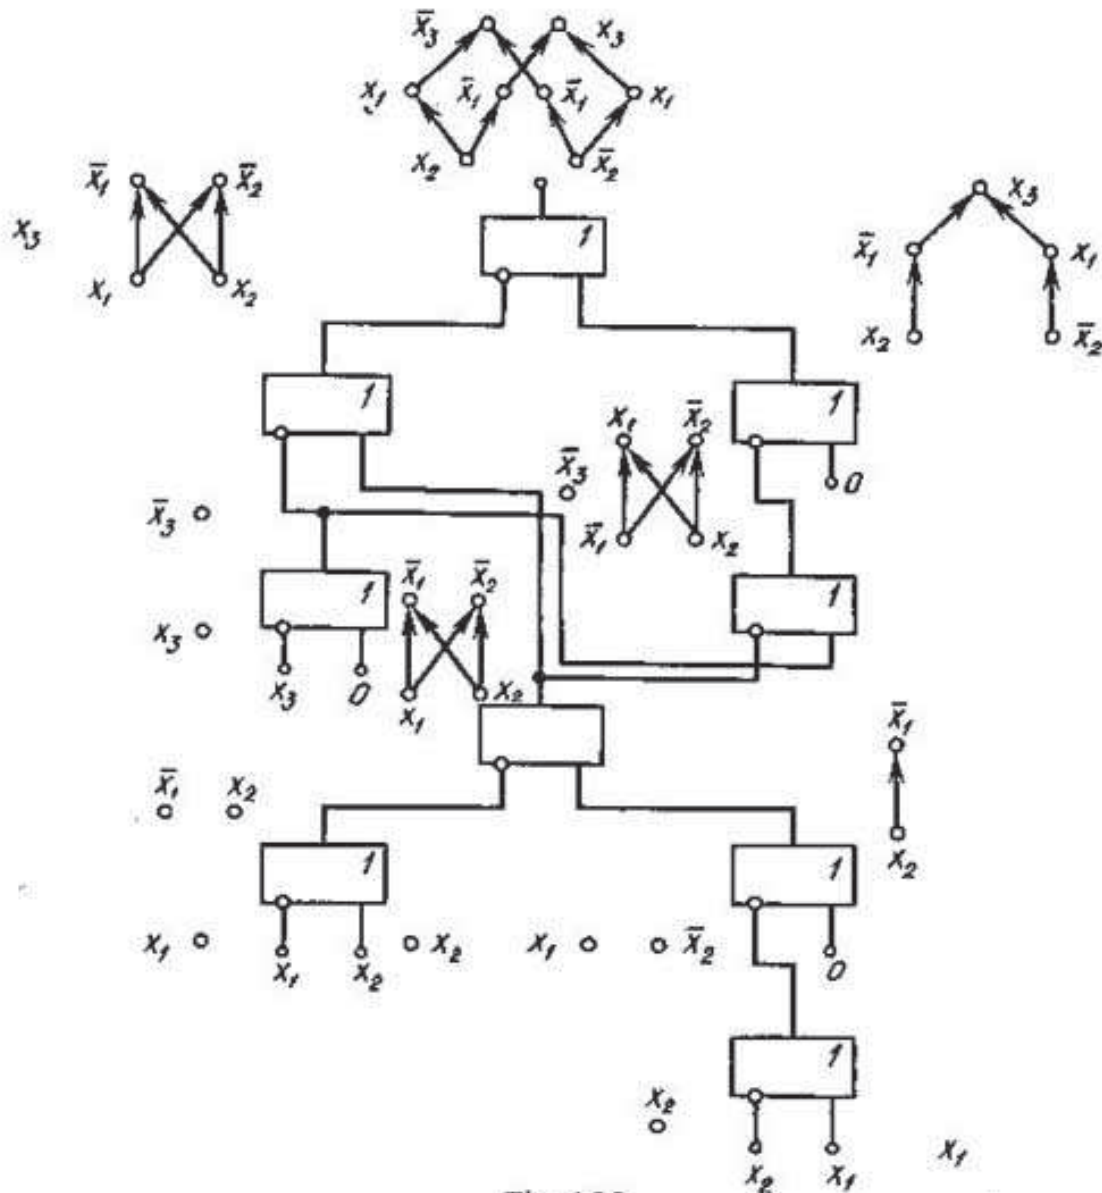 x̄₃ x₃
x₁ x̄₁ x̄₁ x₁
x₂ x̄₂
x̄₁ x̄₂
x₃
x₁ x₂
1
x₃
x̄₁ x₁
x₂ x̄₂
1
1
x₁ x̄₂
x̄₃
0
x̄₃
x̄₁ x₂
1
x̄₁ x̄₂
1
x₃
x₃ 0
x₁ x₂
x̄₁
x̄₁ x₂
1
1
x₂
x₁ x₁ x₂ x₂ x₁ x̄₂ 0
1
x₂
x₂ x₁ x₁